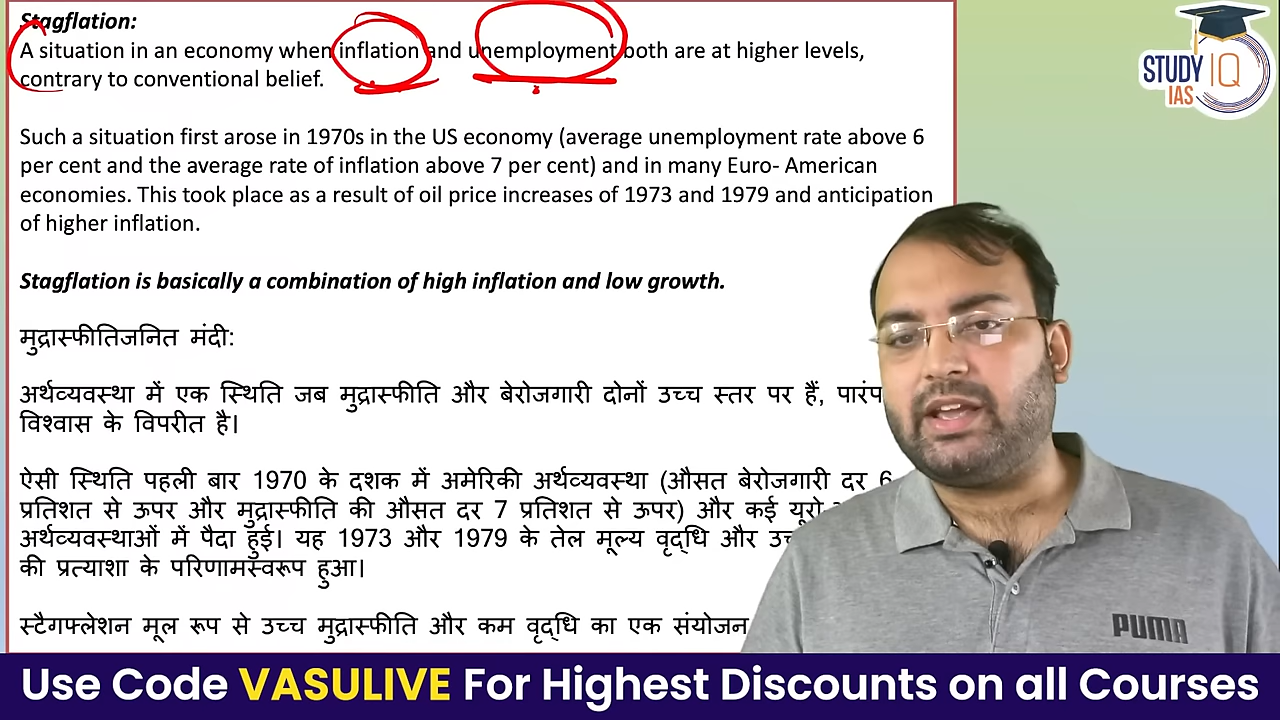 Stagflation:
A situation in an economy when inflation and unemployment both are at higher levels,
contrary to conventional belief.
Such a situation first arose in 1970s in the US economy (average unemployment rate above 6
per cent and the average rate of inflation above 7 per cent) and in many Euro- American
economies. This took place as a result of oil price increases of 1973 and 1979 and anticipation
of higher inflation.
Stagflation is basically a combination of high inflation and low growth.
मुद्रास्फीतिजनित मंदी:
अर्थव्यवस्था में एक स्थिति जब मुद्रास्फीति और बेरोजगारी दोनों उच्च स्तर पर हैं,
विश्वास के विपरीत है।
ऐसी स्थिति पहली बार 1970 के दशक में अमेरिकी अर्थव्यवस्था (औसत बेरोजगारी दर 6
प्रतिशत से ऊपर और मुद्रास्फीति की औसत दर 7 प्रतिशत से ऊपर) और कई यूरो
अर्थव्यवस्थाओं में पैदा हुई। यह 1973 और 1979 के तेल मूल्य वृद्धि और
की प्रत्याशा के परिणामस्वरूप हुआ।
स्टैगफ्लेशन मूल रूप से उच्च मुद्रास्फीति और कम वृद्धि का एक संयोजन
STUDY IQ
IAS
PUMA
Use Code VASULIVE For Highest Discounts on all Courses